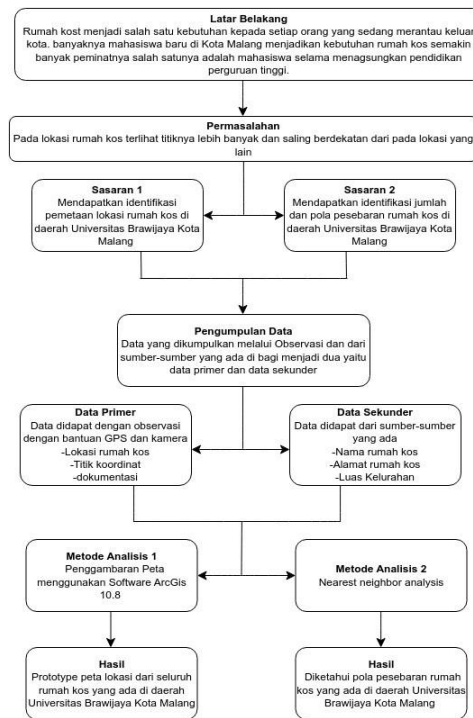 Latar Belakang
Rumah kost menjadi salah satu kebutuhan kepada setiap orang yang sedang merantau keluar
kota. banyaknya mahasiswa baru di Kota Malang menjadikan kebutuhan rumah kos semakin
banyak peminatnya salah satunya adalah mahasiswa selama menagsungkan pendidikan
perguruan tinggi.
Permasalahan
Pada lokasi rumah kos terlihat titiknya lebih banyak dan saling berdekatan dari pada lokasi yang
lain
Sasaran 1
Mendapatkan identifikasi
pemetaan lokasi rumah kos di
daerah Universitas Brawijaya Kota
Malang
Sasaran 2
Mendapatkan identifikasi jumlah
dan pola pesebaran rumah kos di
daerah Universitas Brawijaya Kota
Malang
Pengumpulan Data
Data yang dikumpulkan melalui Observasi dan dari
sumber-sumber yang ada di bagi menjadi dua yaitu
data primer dan data sekunder
Data Primer
Data didapat dengan observasi
dengan bantuan GPS dan kamera
-Lokasi rumah kos
-Titik koordinat
-dokumentasi
Data Sekunder
Data didapat dari sumber-sumber
yang ada
-Nama rumah kos
-Alamat rumah kos
-Luas Kelurahan
Metode Analisis 1
Penggambaran Peta
menggunakan Software ArcGis
10.8
Metode Analisis 2
Nearest neighbor analysis
Hasil
Prototype peta lokasi dari seluruh
rumah kos yang ada di daerah
Universitas Brawijaya Kota Malang
Hasil
Diketahui pola pesebaran rumah
kos yang ada di daerah Universitas
Brawijaya Kota Malang